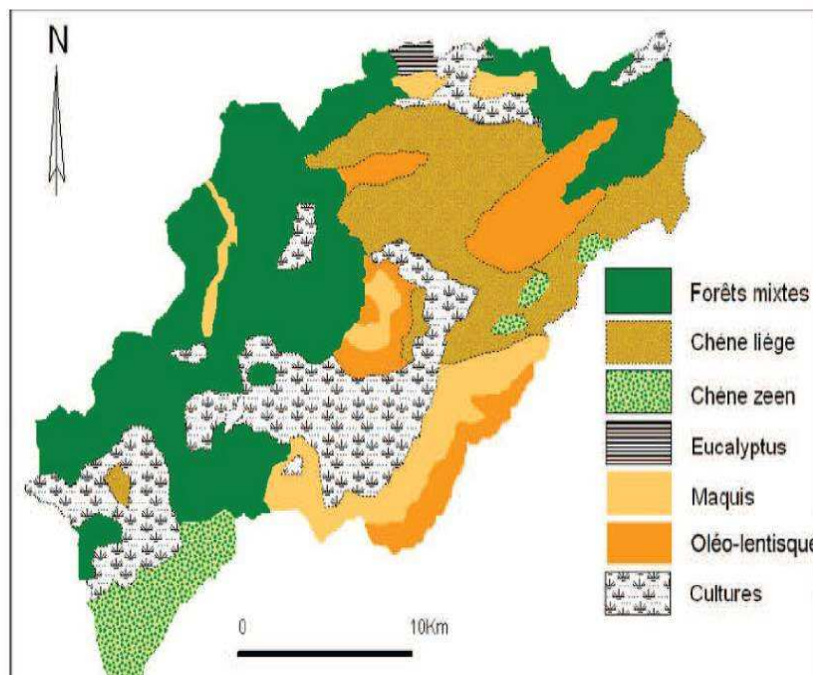 N
Forêts mixtes
Chéne liége
Chéne zeen
Eucalyptus
Maquis
Oléo-lentisque
Cultures
0 10Km